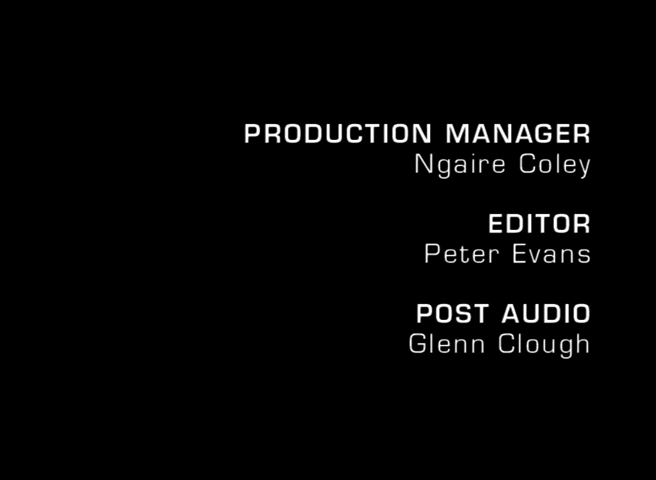 PRODUCTION MANAGER
Ngaire Coley
EDITOR
Peter Evans
POST AUDIO
Glenn Clough